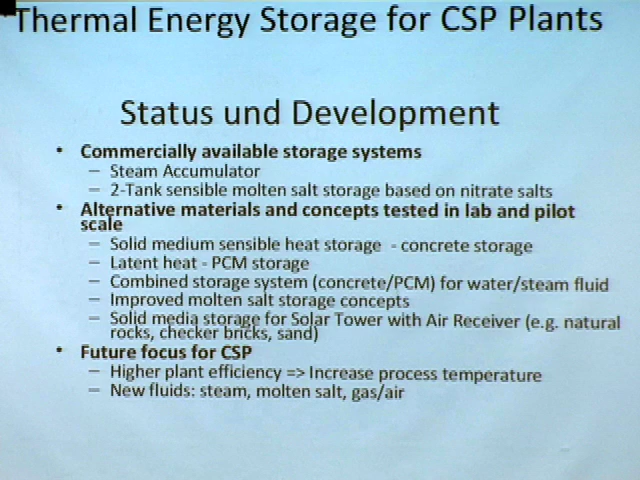 Thermal Energy Storage for CSP Plants
Status und Development
• Commercially available storage systems
– Steam Accumulator
– 2-Tank sensible molten salt storage based on nitrate salts
• Alternative materials and concepts tested in lab and pilot
scale
– Solid medium sensible heat storage - concrete storage
– Latent heat - PCM storage
– Combined storage system (concrete/PCM) for water/steam fluid
– Improved molten salt storage concepts
– Solid media storage for Solar Tower with Air Receiver (e.g. natural
rocks, checker bricks, sand)
• Future focus for CSP
– Higher plant efficiency => Increase process temperature
– New fluids: steam, molten salt, gas/air